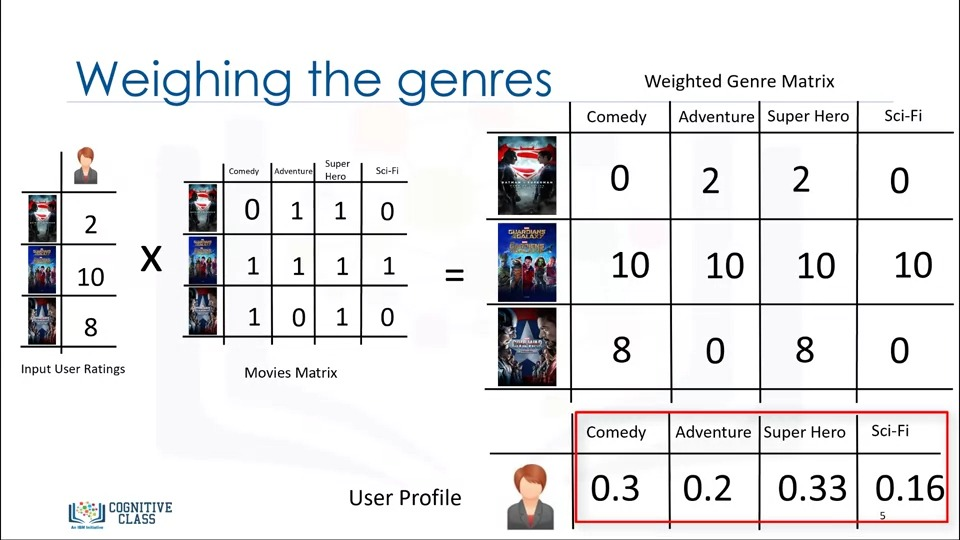 Weighing the genres
Weighted Genre Matrix
Comedy Adventure Super Hero Sci-Fi
0 2 2 0
GUARDIANS
10 10 10 10
8 0 8 0
2
10
8
Input User Ratings
X
Comedy Adventure Super Hero Sci-Fi
0 1 1 0
1 1 1 1
1 0 1 0
Movies Matrix
=
User Profile
Comedy Adventure Super Hero Sci-Fi
0.3 0.2 0.33 0.16
5
COGNITIVE
CLASS
An IBM Initiative